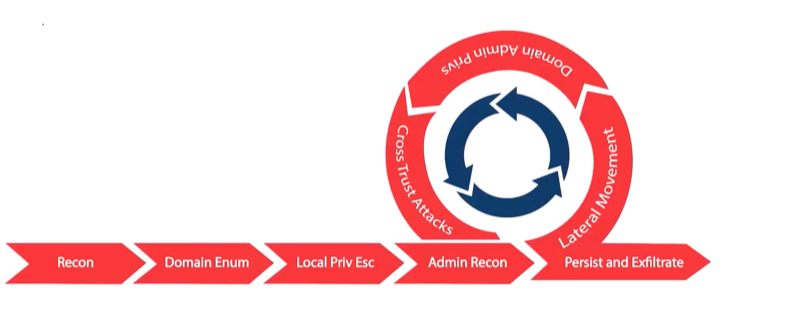 Domain Admin Privs
Cross Trust Attacks
Lateral Movement
Recon
Domain Enum
Local Priv Esc
Admin Recon
Persist and Exfiltrate